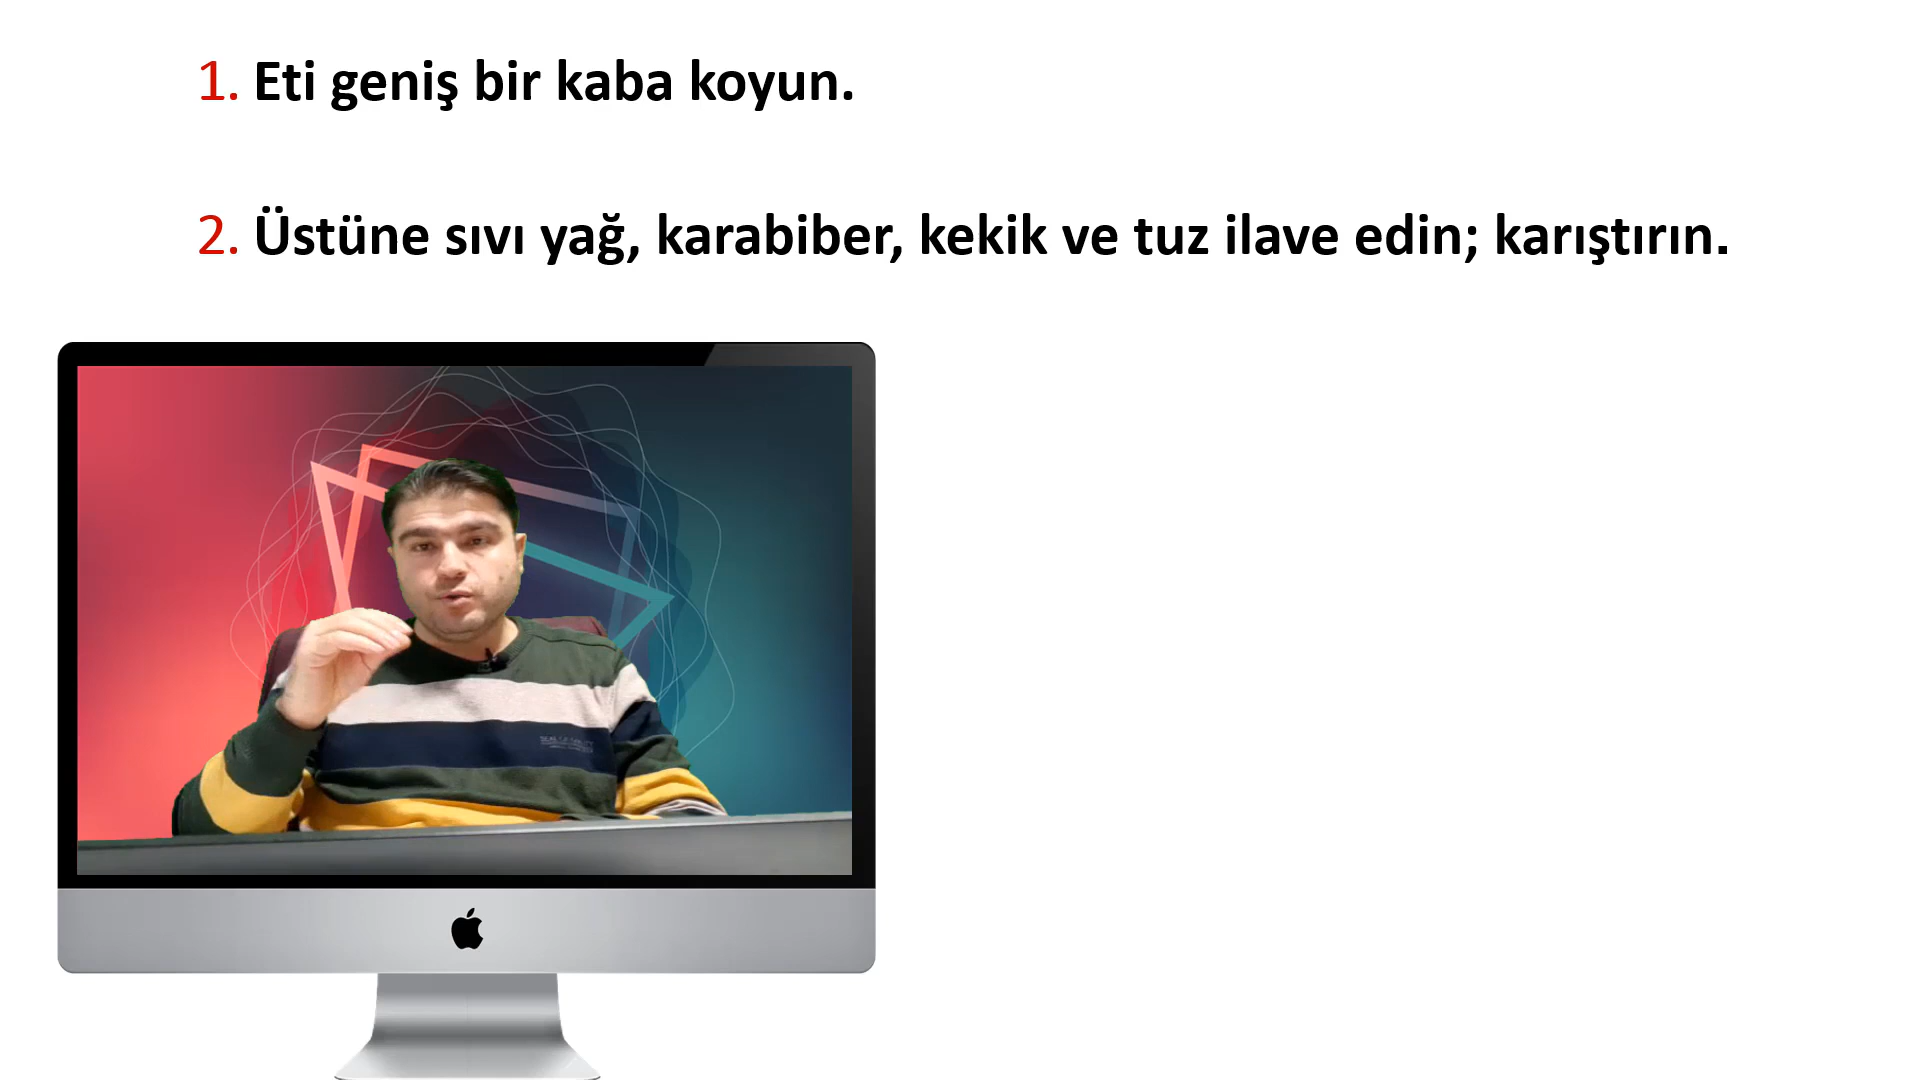 1. Eti geniş bir kaba koyun.
2. Üstüne sıvı yağ, karabiber, kekik ve tuz ilave edin; karıştırın.